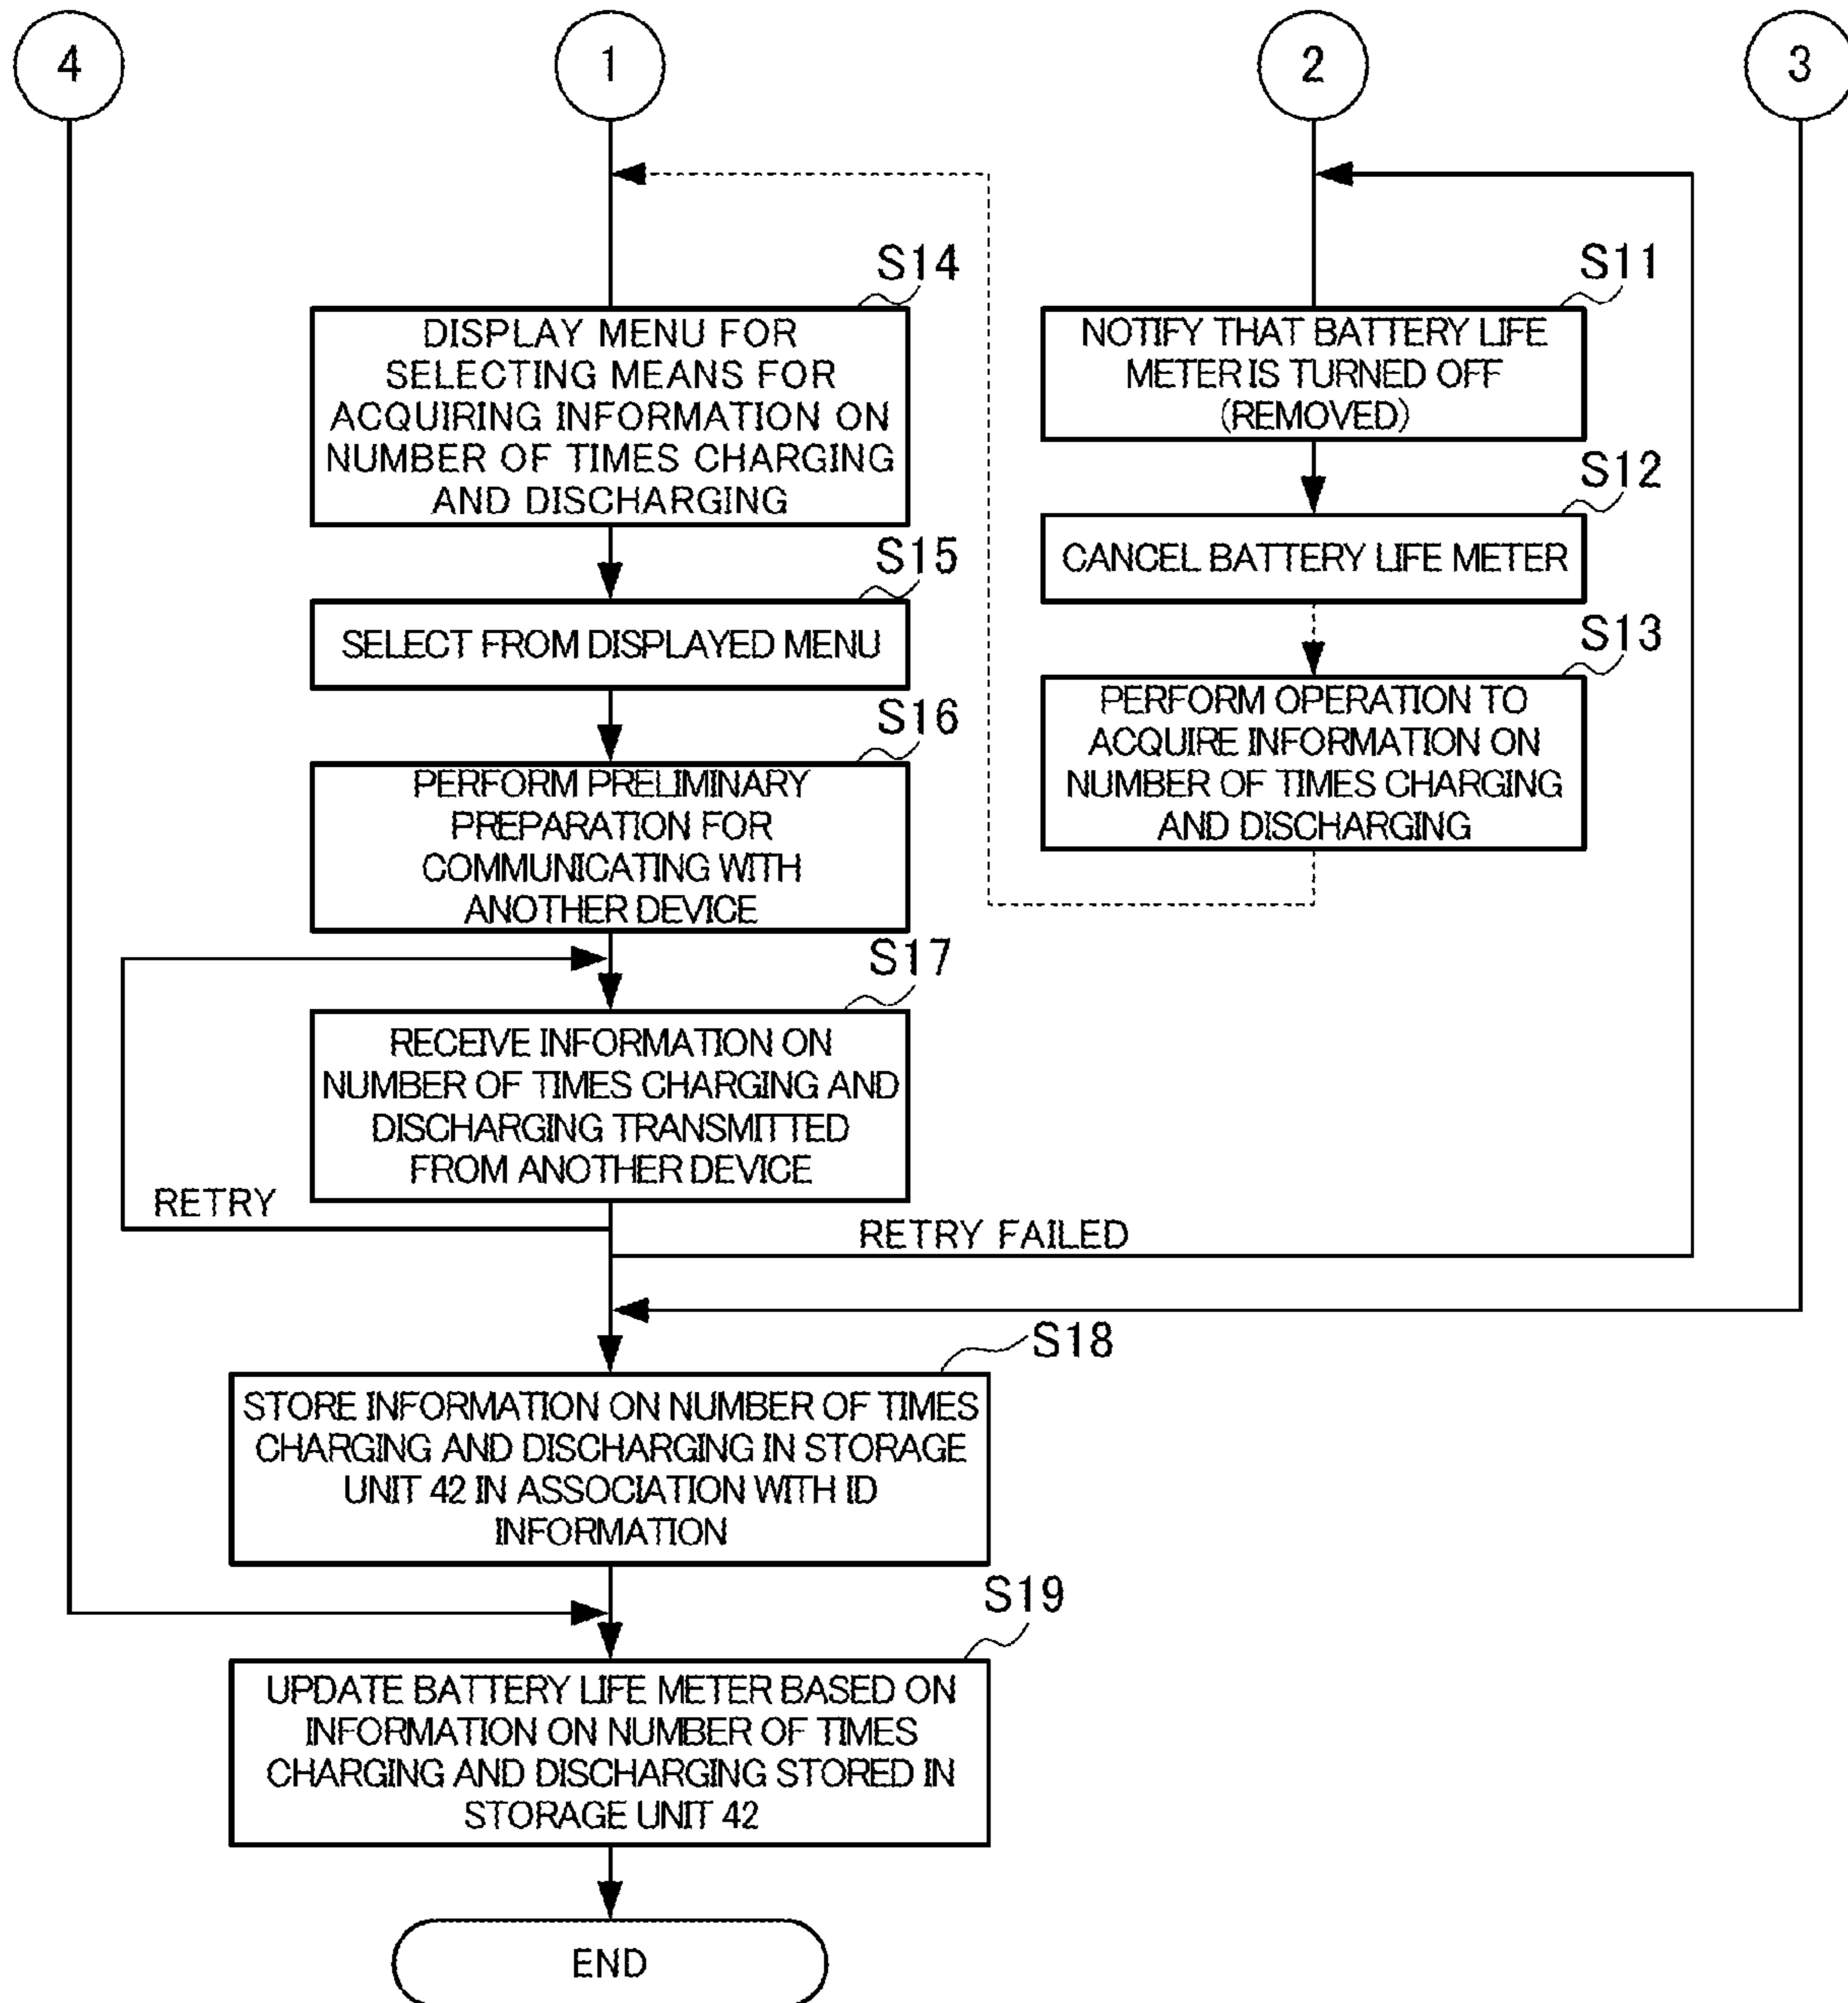 4
1
2
3
S14
DISPLAY MENU FOR
SELECTING MEANS FOR
ACQUIRING INFORMATION ON
NUMBER OF TIMES CHARGING
AND DISCHARGING
S15
SELECT FROM DISPLAYED MENU
S16
PERFORM PRELIMINARY
PREPARATION FOR
COMMUNICATING WITH
ANOTHER DEVICE
S17
RECEIVE INFORMATION ON
NUMBER OF TIMES CHARGING AND
DISCHARGING TRANSMITTED
FROM ANOTHER DEVICE
RETRY
RETRY FAILED
S11
NOTIFY THAT BATTERY LIFE
METER IS TURNED OFF
(REMOVED)
S12
CANCEL BATTERY LIFE METER
S13
PERFORM OPERATION TO
ACQUIRE INFORMATION ON
NUMBER OF TIMES CHARGING
AND DISCHARGING
S18
STORE INFORMATION ON NUMBER OF TIMES
CHARGING AND DISCHARGING IN STORAGE
UNIT 42 IN ASSOCIATION WITH ID
INFORMATION
S19
UPDATE BATTERY LIFE METER BASED ON
INFORMATION ON NUMBER OF TIMES
CHARGING AND DISCHARGING STORED IN
STORAGE UNIT 42
END